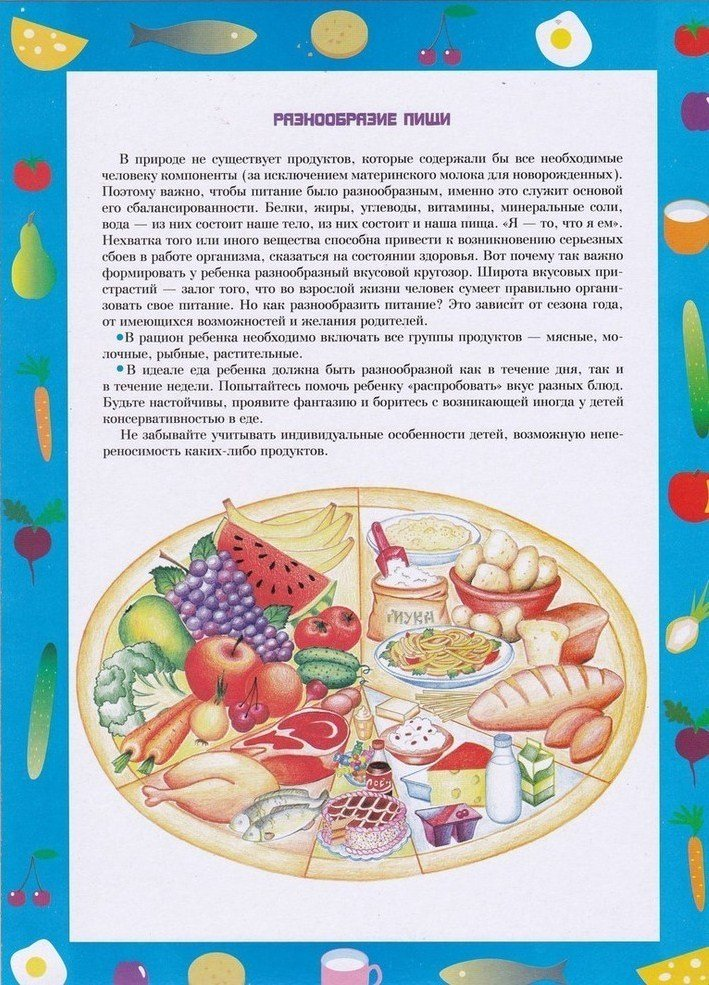 РАЗНООБРАЗИЕ ПИЩИ
В природе не существует продуктов, которые содержали бы все необходимые
человеку компоненты (за исключением материнского молока для новорожденных).
Поэтому важно, чтобы питание было разнообразным, именно это служит основой
его сбалансированности. Белки, жиры, углеводы, витамины, минеральные соли,
вода — из них состоит наше тело, из них состоит и наша пища. «Я — то, что я ем».
Нехватка того или иного вещества способна привести к возникновению серьезных
сбоев в работе организма, сказаться на состоянии здоровья. Вот почему так важно
формировать у ребенка разнообразный вкусовой кругозор. Широта вкусовых при-
страстий — залог того, что во взрослой жизни человек сумеет правильно органи-
зовать свое питание. Но как разнообразить питание? Это зависит от сезона года,
от имеющихся возможностей и желания родителей.
•В рацион ребенка необходимо включать все группы продуктов — мясные, мо-
лочные, рыбные, растительные.
•В идеале еда ребенка должна быть разнообразной как в течение дня, так и
в течение недели. Попытайтесь помочь ребенку «распробовать» вкус разных блюд.
Будьте настойчивы, проявите фантазию и боритесь с возникающей иногда у детей
консервативностью в еде.
Не забывайте учитывать индивидуальные особенности детей, возможную непе-
реносимость каких-либо продуктов.
МУКА